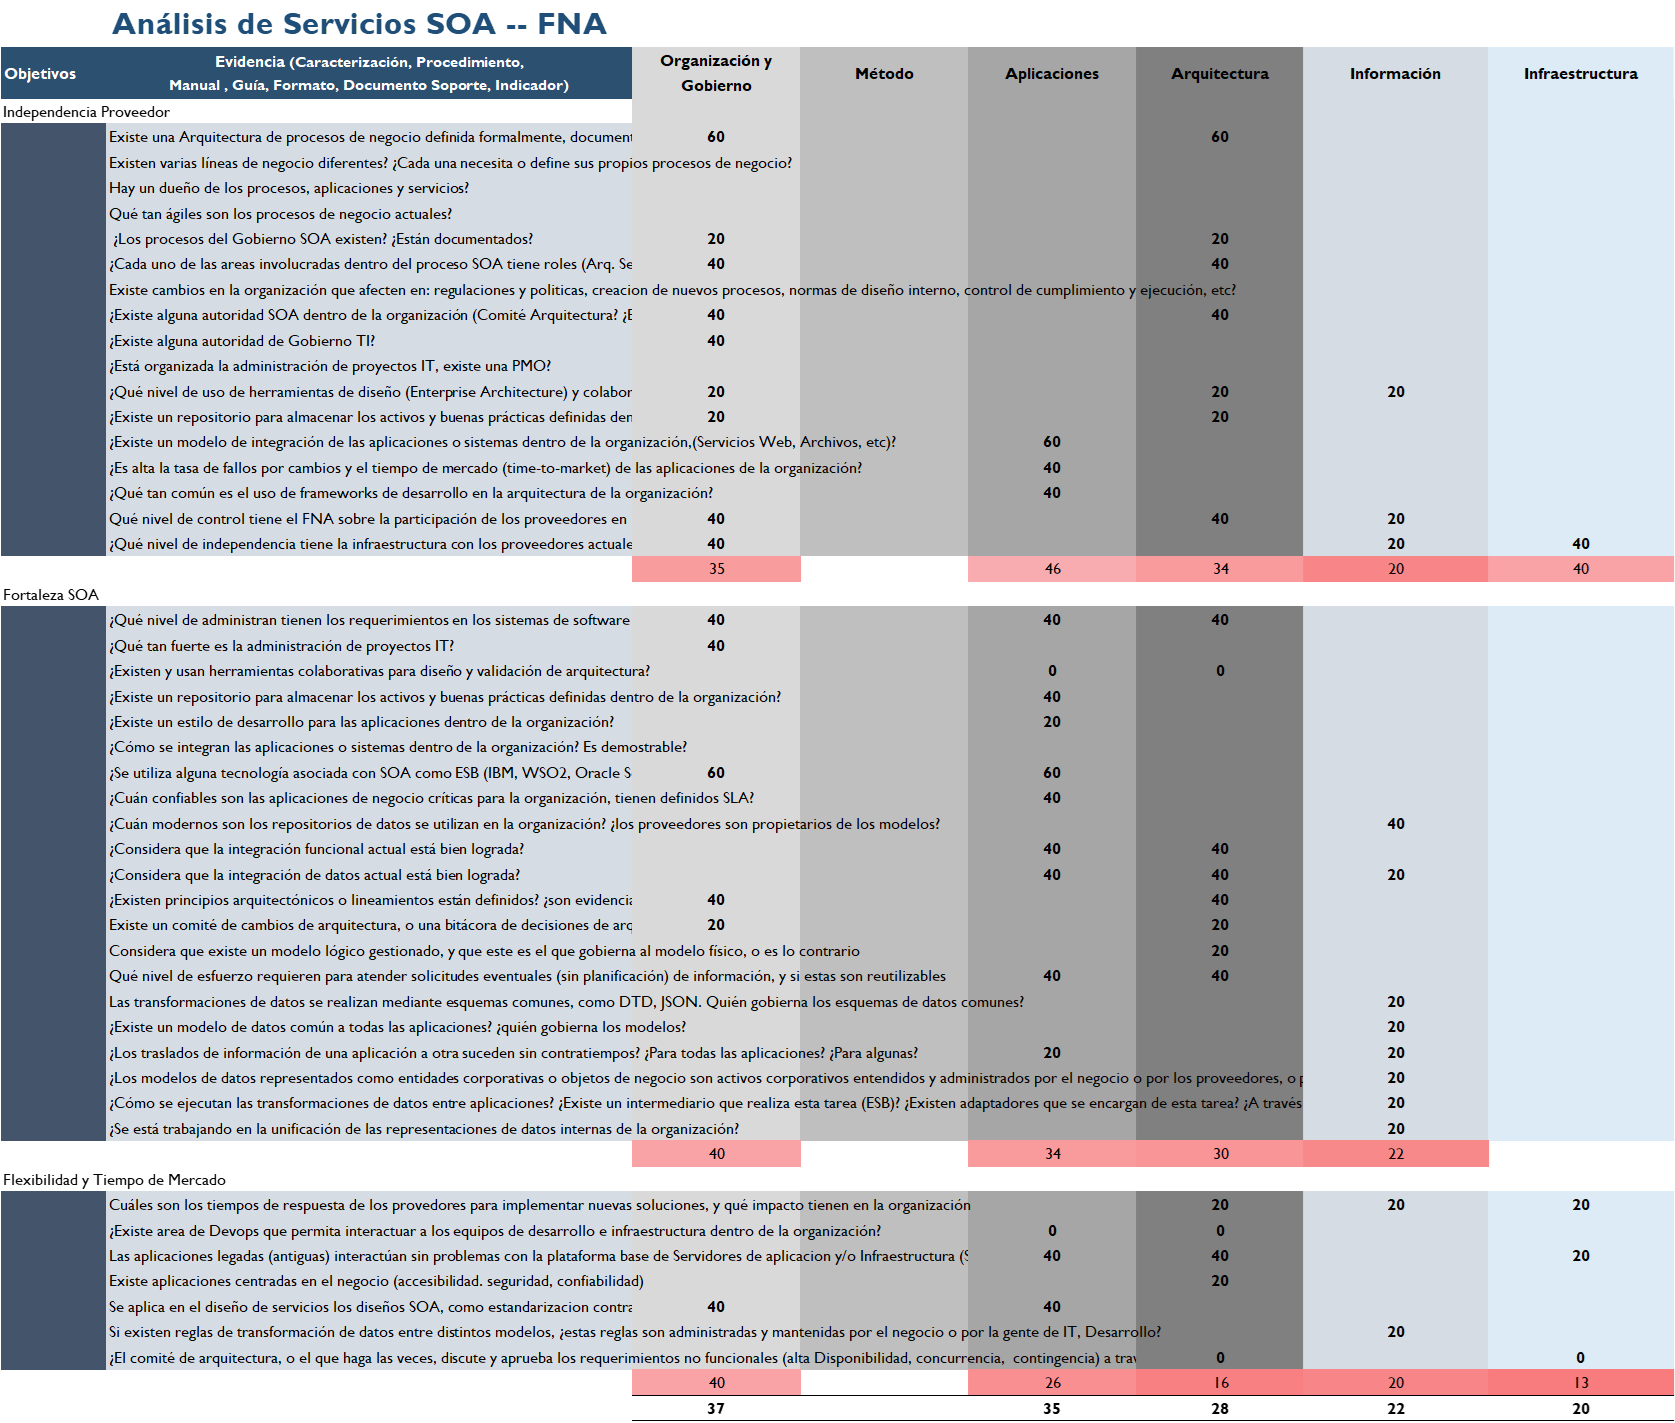 Análisis de Servicios SOA -- FNA
Objetivos Evidencia (Caracterización, Procedimiento, Manual , Guía, Formato, Documento Soporte, Indicador) Organización y Gobierno Método Aplicaciones Arquitectura Información Infraestructura
Independencia Proveedor
Existe una Arquitectura de procesos de negocio definida formalmente, document 60 60
Existen varias líneas de negocio diferentes? ¿Cada una necesita o define sus propios procesos de negocio?
Hay un dueño de los procesos, aplicaciones y servicios?
Qué tan ágiles son los procesos de negocio actuales?
¿Los procesos del Gobierno SOA existen? ¿Están documentados? 20 20
¿Cada uno de las areas involucradas dentro del proceso SOA tiene roles (Arq. Se 40 40
Existe cambios en la organización que afecten en: regulaciones y politicas, creacion de nuevos procesos, normas de diseño interno, control de cumplimiento y ejecución, etc?
¿Existe alguna autoridad SOA dentro de la organización (Comité Arquitectura? ¿E 40 40
¿Existe alguna autoridad de Gobierno TI? 40
¿Está organizada la administración de proyectos IT, existe una PMO?
¿Qué nivel de uso de herramientas de diseño (Enterprise Architecture) y colabor 20 20 20
¿Existe un repositorio para almacenar los activos y buenas prácticas definidas den 20 20
¿Existe un modelo de integración de las aplicaciones o sistemas dentro de la organización,(Servicios Web, Archivos, etc)? 60
¿Es alta la tasa de fallos por cambios y el tiempo de mercado (time-to-market) de las aplicaciones de la organización? 40
¿Qué tan común es el uso de frameworks de desarrollo en la arquitectura de la organización? 40
Qué nivel de control tiene el FNA sobre la participación de los proveedores en 40 40 20
¿Qué nivel de independencia tiene la infraestructura con los proveedores actuale 40 20 40
35 46 34 20 40
Fortaleza SOA
¿Qué nivel de administran tienen los requerimientos en los sistemas de software 40 40 40
¿Qué tan fuerte es la administración de proyectos IT? 40
¿Existen y usan herramientas colaborativas para diseño y validación de arquitectura? 0 0
¿Existe un repositorio para almacenar los activos y buenas prácticas definidas dentro de la organización? 40
¿Existe un estilo de desarrollo para las aplicaciones dentro de la organización? 20
¿Cómo se integran las aplicaciones o sistemas dentro de la organización? Es demostrable?
¿Se utiliza alguna tecnología asociada con SOA como ESB (IBM, WSO2, Oracle S 60 60
¿Cuán confiables son las aplicaciones de negocio críticas para la organización, tienen definidos SLA? 40
¿Cuán modernos son los repositorios de datos se utilizan en la organización? ¿los proveedores son propietarios de los modelos? 40
¿Considera que la integración funcional actual está bien lograda? 40 40
¿Considera que la integración de datos actual está bien lograda? 40 40 20
¿Existen principios arquitectónicos o lineamientos están definidos? ¿son evidencia 40 40
Existe un comité de cambios de arquitectura, o una bitácora de decisiones de arq 20 20
Considera que existe un modelo lógico gestionado, y que este es el que gobierna al modelo físico, o es lo contrario 20
Qué nivel de esfuerzo requieren para atender solicitudes eventuales (sin planificación) de información, y si estas son reutilizables 40 40
Las transformaciones de datos se realizan mediante esquemas comunes, como DTD, JSON. Quién gobierna los esquemas de datos comunes? 20
¿Existe un modelo de datos común a todas las aplicaciones? ¿quién gobierna los modelos? 20
¿Los traslados de información de una aplicación a otra suceden sin contratiempos? ¿Para todas las aplicaciones? ¿Para algunas? 20 20
¿Los modelos de datos representados como entidades corporativas o objetos de negocio son activos corporativos entendidos y administrados por el negocio o por los proveedores, o p 20
¿Cómo se ejecutan las transformaciones de datos entre aplicaciones? ¿Existe un intermediario que realiza esta tarea (ESB)? ¿Existen adaptadores que se encargan de esta tarea? ¿A través 20
¿Se está trabajando en la unificación de las representaciones de datos internas de la organización? 20
40 34 30 22
Flexibilidad y Tiempo de Mercado
Cuáles son los tiempos de respuesta de los provedores para implementar nuevas soluciones, y qué impacto tienen en la organización 20 20 20
¿Existe area de Devops que permita interactuar a los equipos de desarrollo e infraestructura dentro de la organización? 0 0
Las aplicaciones legadas (antiguas) interactúan sin problemas con la plataforma base de Servidores de aplicacion y/o Infraestructura (S 40 40 20
Existe aplicaciones centradas en el negocio (accesibilidad. seguridad, confiabilidad) 20
Se aplica en el diseño de servicios los diseños SOA, como estandarizacion contra 40 40
Si existen reglas de transformación de datos entre distintos modelos, ¿estas reglas son administradas y mantenidas por el negocio o por la gente de IT, Desarrollo? 20
¿El comité de arquitectura, o el que haga las veces, discute y aprueba los requerimientos no funcionales (alta Disponibilidad, concurrencia, contingencia) a trav 0 0
40 26 16 20 13
37 35 28 22 20